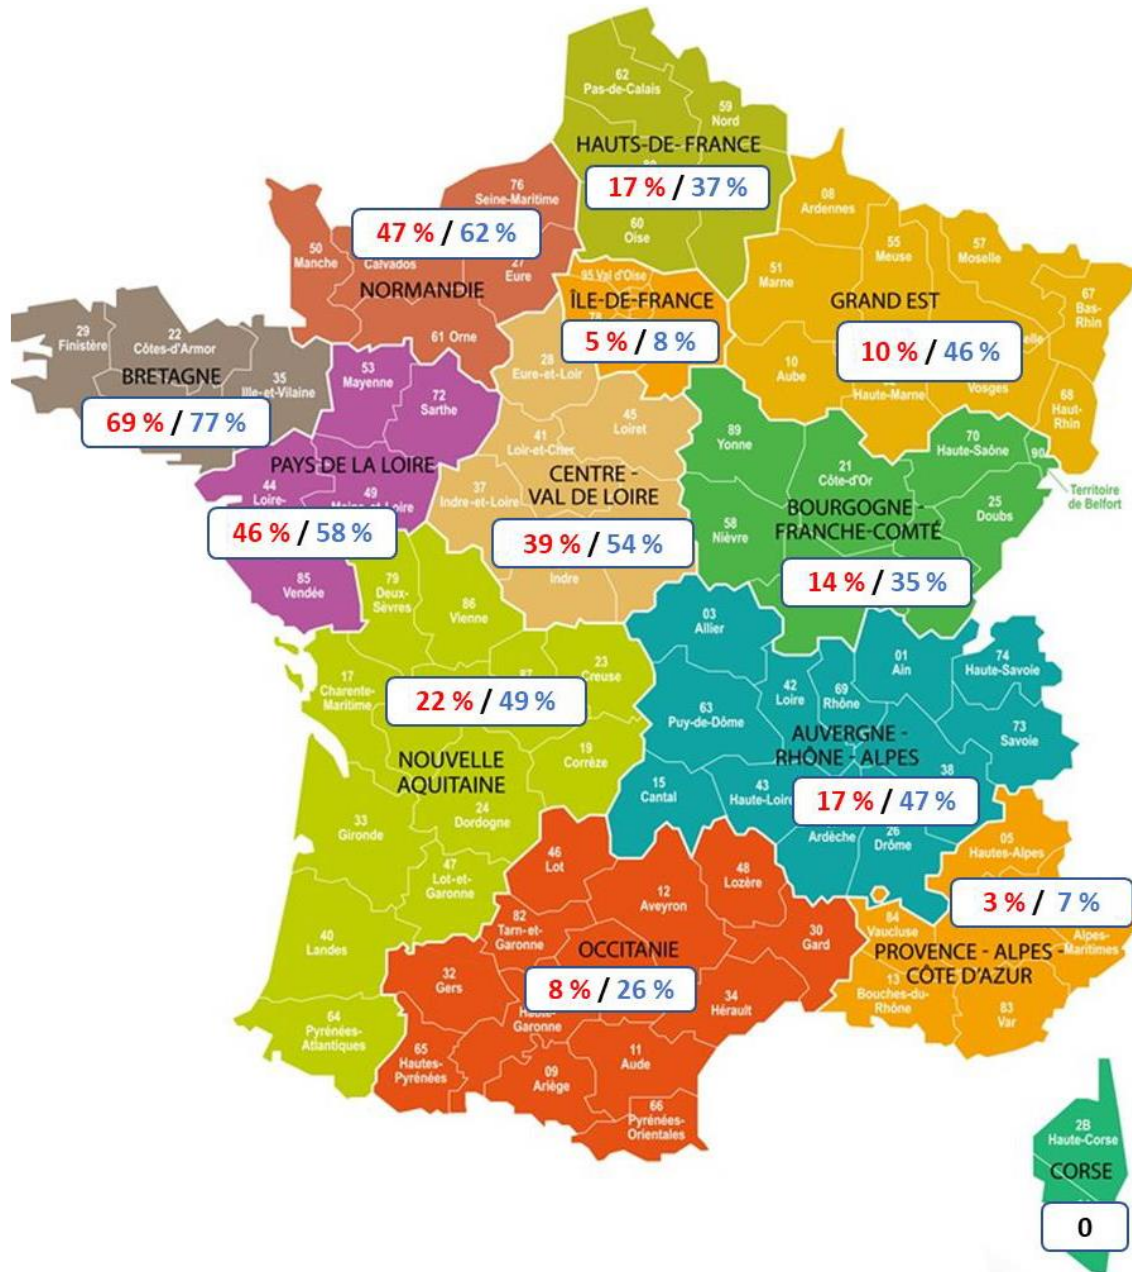 62
Pas-de-Calais
59
Nord
HAUTS-DE-FRANCE
17 % / 37 %
60
Oise
76
Seine-Maritime
47 % / 62 %
50
Manche
Calvados
27
Eure
NORMANDIE
61 Orne
95 Val d'Oise
ÎLE-DE-FRANCE
78
5 % / 8 %
08
Ardennes
55
Meuse
57
Moselle
51
Marne
67
Bas-
Rhin
GRAND EST
10 % / 46 %
10
Aube
Haute-Marne
Vosges
68
Haut-
Rhin
29
Finistère
22
Côtes-d'Armor
BRETAGNE
35
Ille-et-Vilaine
69 % / 77 %
53
Mayenne
72
Sarthe
PAYS DE LA LOIRE
44
Loire-
49
Maine-et-Loire
46 % / 58 %
85
Vendée
28
Eure-et-Loir
45
Loiret
41
Loir-et-Cher
37
Indre-et-Loire
CENTRE -
VAL DE LOIRE
39 % / 54 %
Indre
89
Yonne
21
Côte-d'Or
70
Haute-Saône
90
Territoire
de Belfort
58
Nièvre
25
Doubs
BOURGOGNE -
FRANCHE-COMTÉ
14 % / 35 %
79
Deux-
Sèvres
86
Vienne
17
Charente-
Maritime
87
23
Creuse
22 % / 49 %
19
Corrèze
NOUVELLE
AQUITAINE
24
Dordogne
33
Gironde
47
Lot-et-
Garonne
40
Landes
64
Pyrénées-
Atlantiques
03
Allier
01
Ain
74
Haute-Savoie
42
Loire
69
Rhône
63
Puy-de-Dôme
73
Savoie
AUVERGNE -
RHÔNE - ALPES
38
15
Cantal
43
Haute-Loire
17 % / 47 %
Ardèche
26
Drôme
46
Lot
48
Lozère
12
Aveyron
82
Tarn-et-
Garonne
30
Gard
OCCITANIE
32
Gers
8 % / 26 %
34
Hérault
Haute-
Garonne
65
Hautes-
Pyrénées
09
Ariège
11
Aude
66
Pyrénées-
Orientales
05
Hautes-Alpes
3 % / 7 %
84
Vaucluse
Alpes-
Maritimes
PROVENCE - ALPES -
CÔTE D'AZUR
13
Bouches-du-
Rhône
83
Var
2B
Haute-Corse
CORSE
0